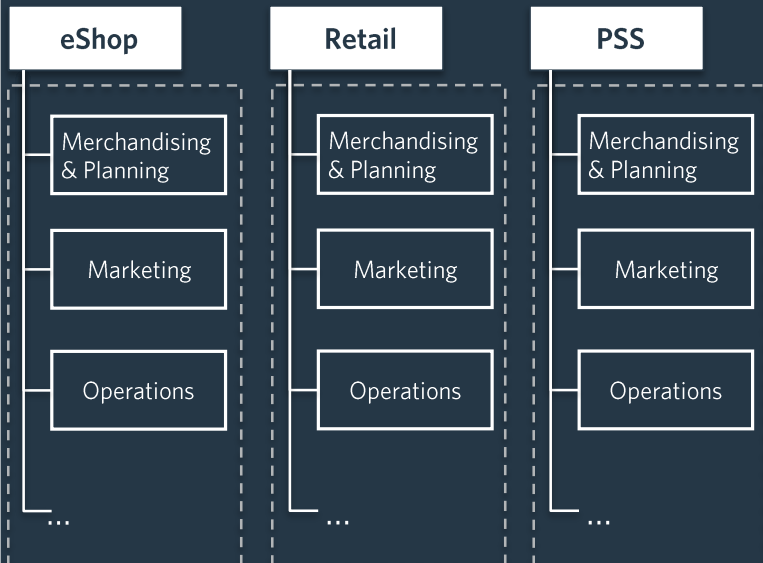 eShop
Merchandising
& Planning
Marketing
Operations
...
Retail
Merchandising
& Planning
Marketing
Operations
...
PSS
Merchandising
& Planning
Marketing
Operations
...